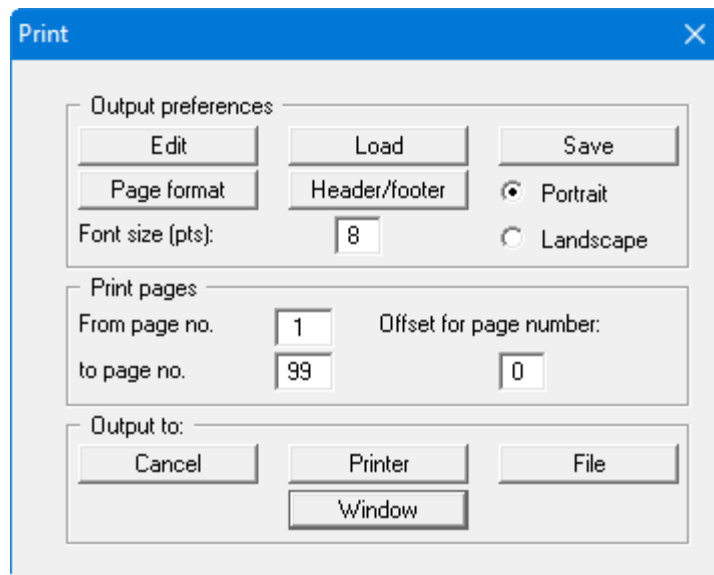 Print
Output preferences
Edit Load Save
Page format Header/footer Portrait
Font size (pts): 8 Landscape
Print pages
From page no. 1 Offset for page number:
to page no. 99 0
Output to:
Cancel Printer File
Window